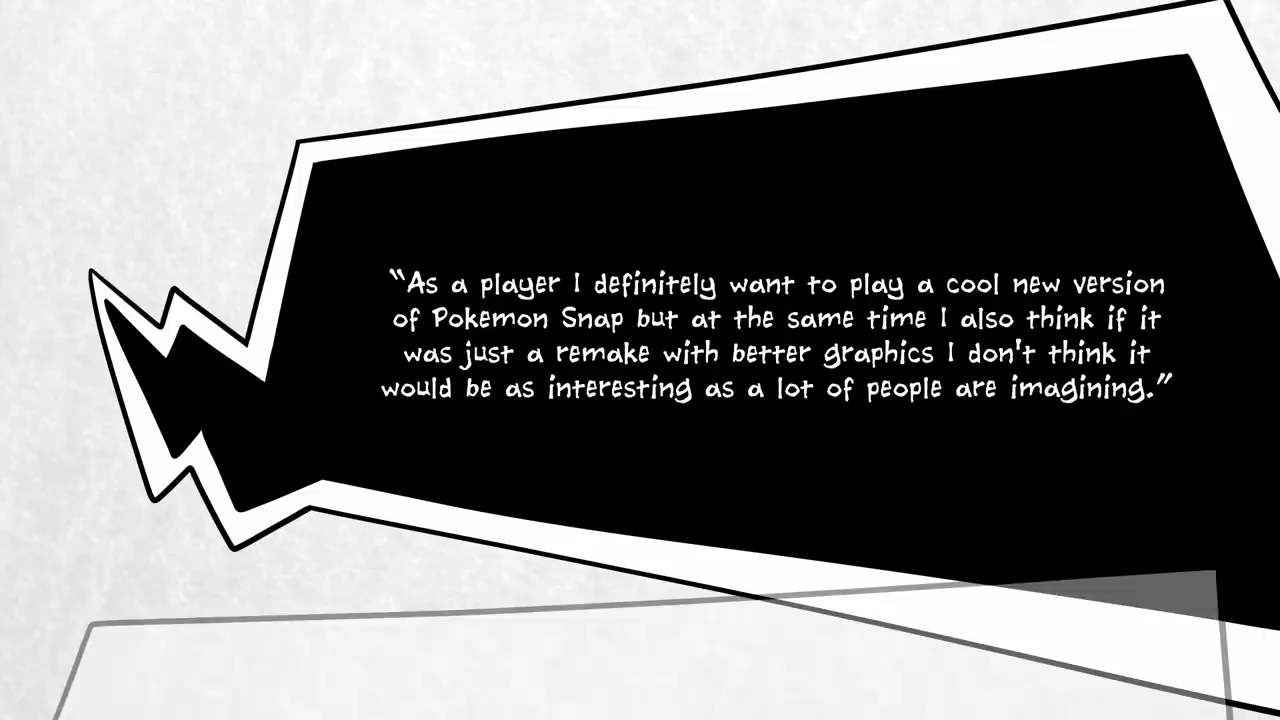 “As a player I definitely want to play a cool new version
of Pokemon Snap but at the same time I also think if it
was just a remake with better graphics I don't think it
would be as interesting as a lot of people are imagining.”